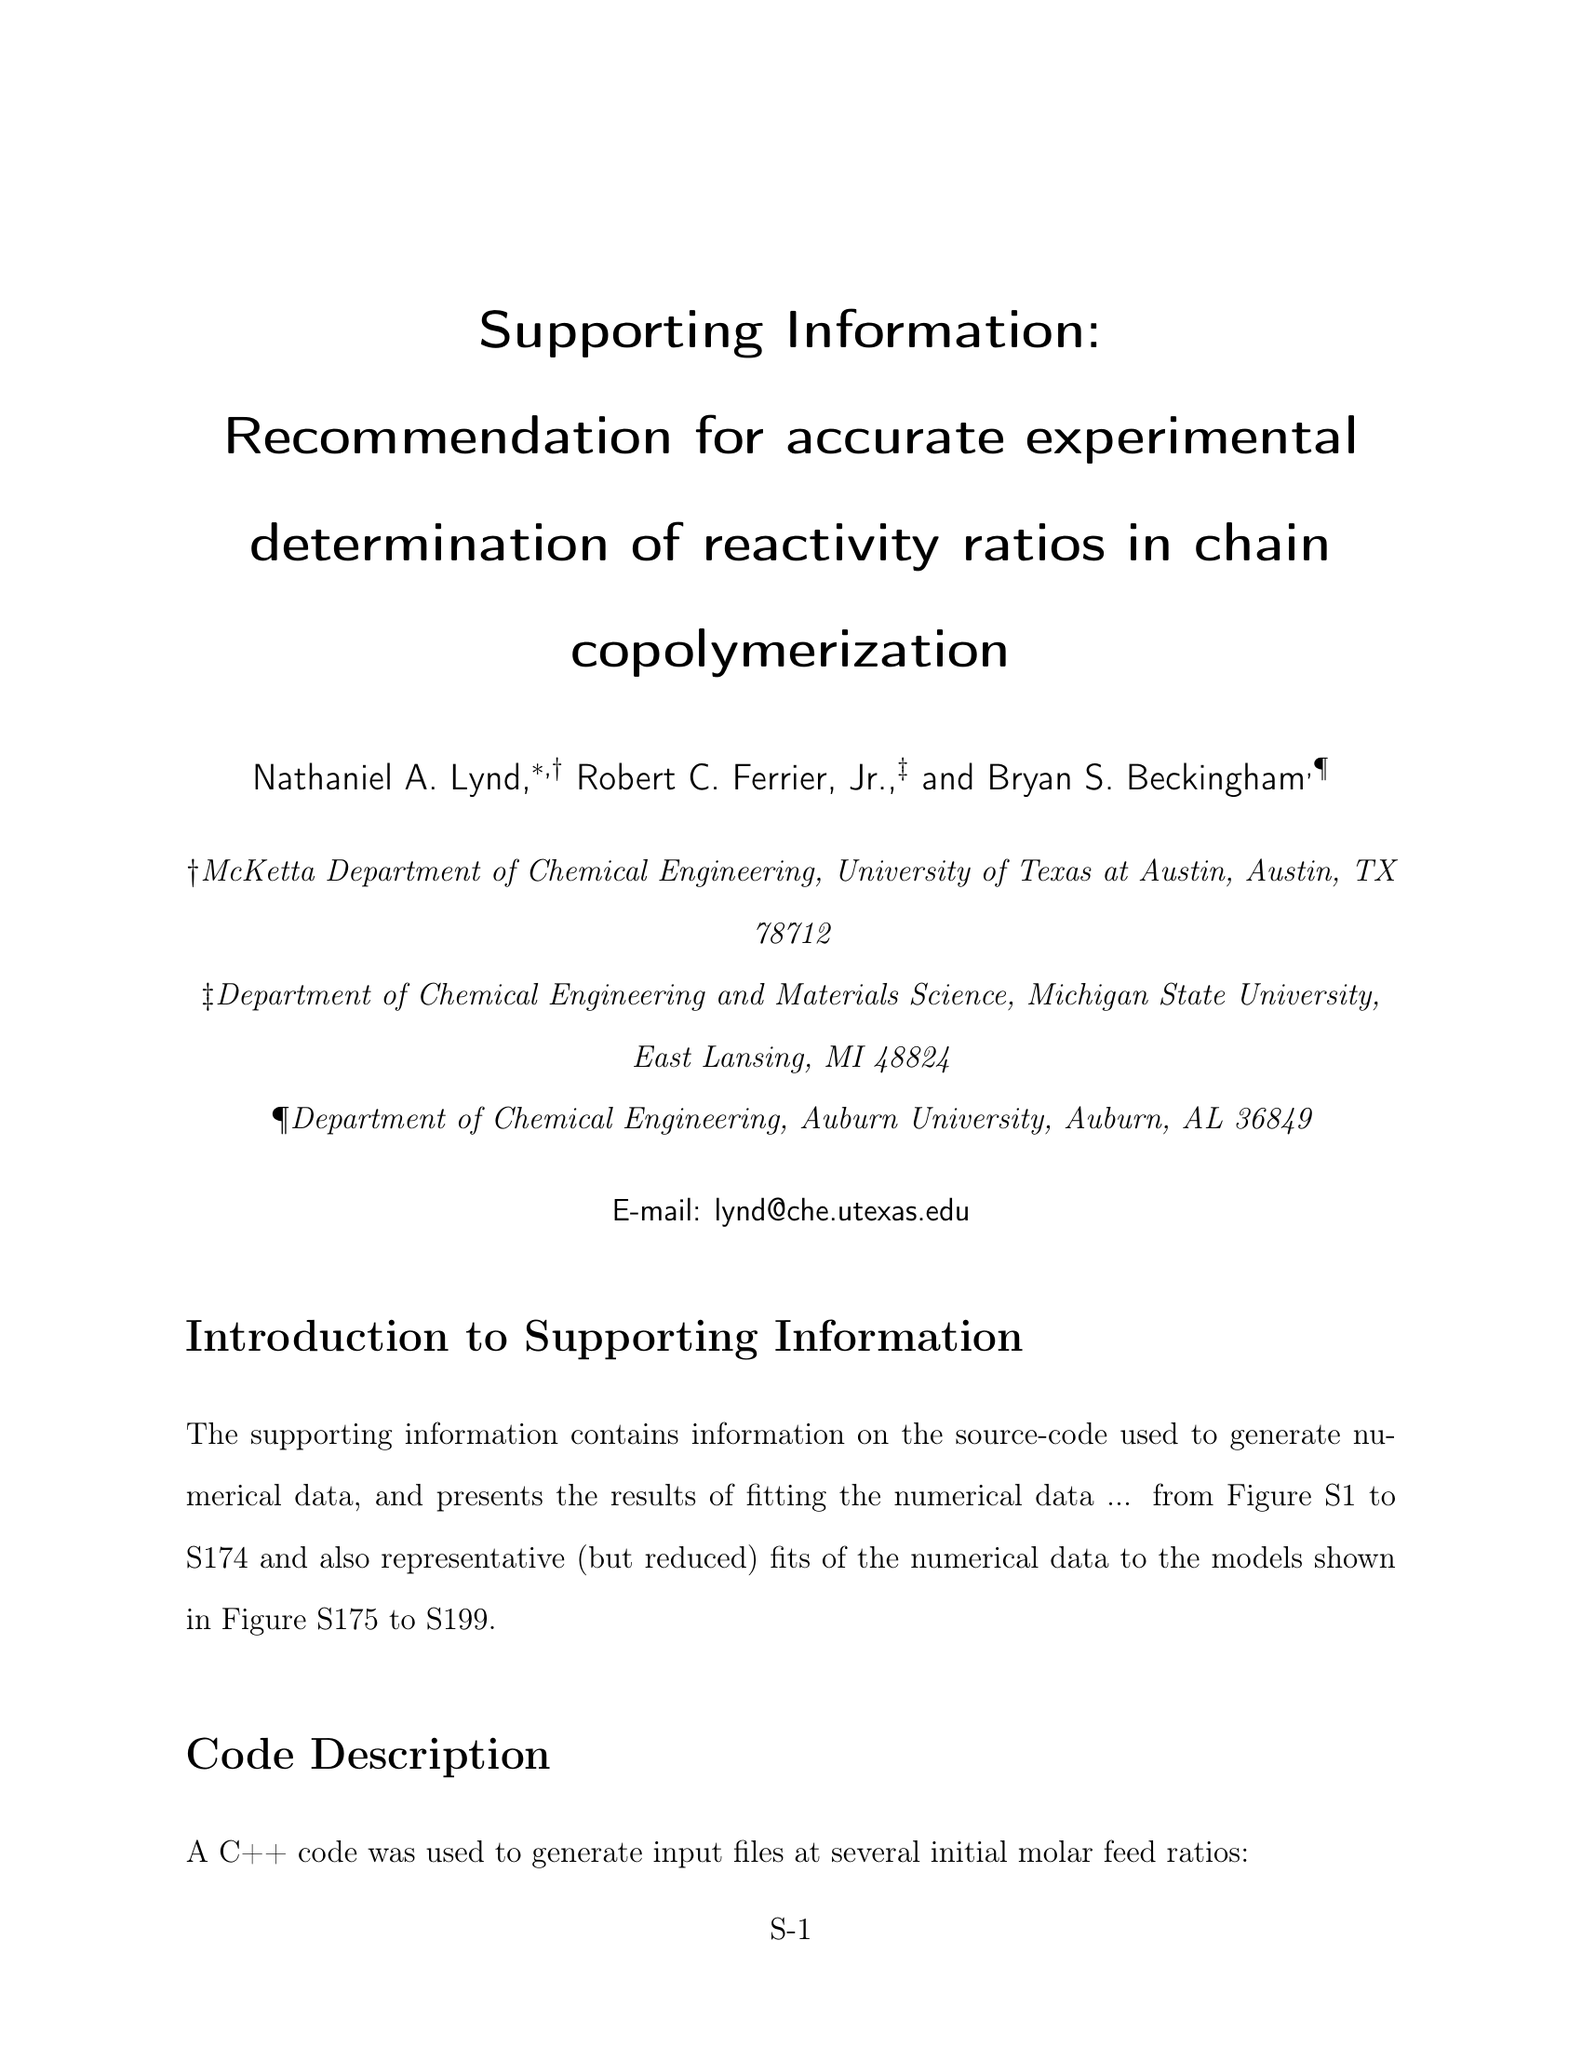 Supporting Information:
Recommendation for accurate experimental
determination of reactivity ratios in chain
copolymerization
Nathaniel A. Lynd,*,† Robert C. Ferrier, Jr.,‡ and Bryan S. Beckingham,¶
†McKetta Department of Chemical Engineering, University of Texas at Austin, Austin, TX
78712
‡Department of Chemical Engineering and Materials Science, Michigan State University,
East Lansing, MI 48824
¶Department of Chemical Engineering, Auburn University, Auburn, AL 36849
E-mail: lynd@che.utexas.edu
Introduction to Supporting Information
The supporting information contains information on the source-code used to generate nu-
merical data, and presents the results of fitting the numerical data ... from Figure S1 to
S174 and also representative (but reduced) fits of the numerical data to the models shown
in Figure S175 to S199.
Code Description
A C++ code was used to generate input files at several initial molar feed ratios:
S-1